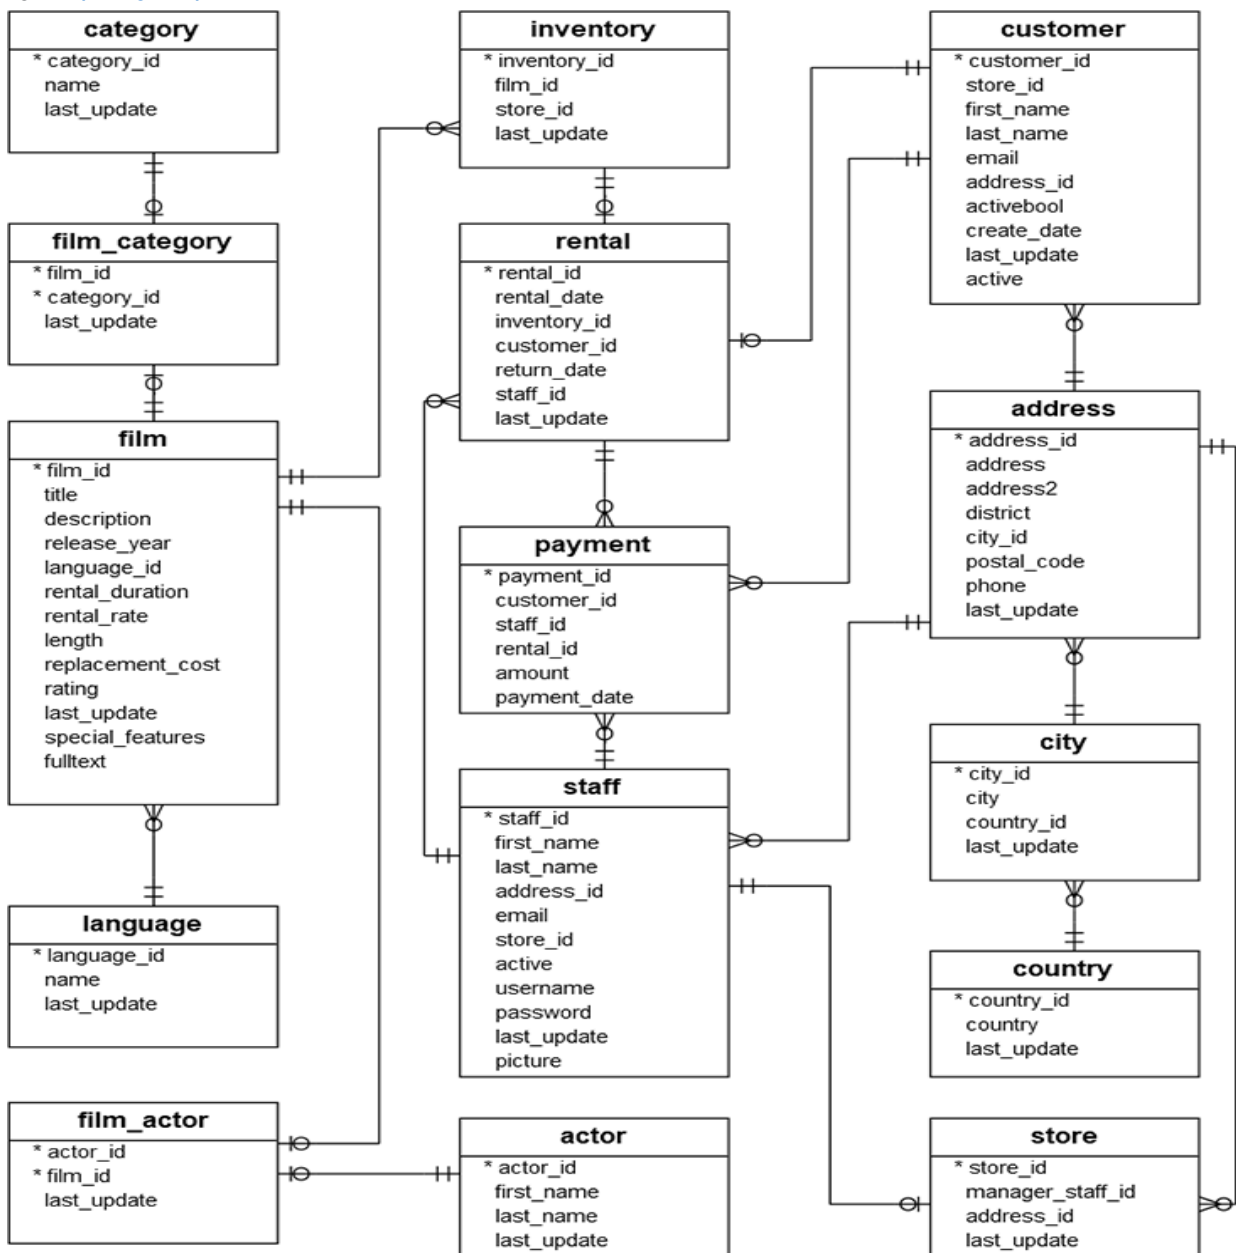 category
* category_id
name
last_update
film_category
* film_id
* category_id
last_update
film
* film_id
title
description
release_year
language_id
rental_duration
rental_rate
length
replacement_cost
rating
last_update
special_features
fulltext
language
* language_id
name
last_update
film_actor
* actor_id
* film_id
last_update
inventory
* inventory_id
film_id
store_id
last_update
rental
* rental_id
rental_date
inventory_id
customer_id
return_date
staff_id
last_update
payment
* payment_id
customer_id
staff_id
rental_id
amount
payment_date
staff
* staff_id
first_name
last_name
address_id
email
store_id
active
username
password
last_update
picture
actor
* actor_id
first_name
last_name
last_update
customer
* customer_id
store_id
first_name
last_name
email
address_id
activebool
create_date
last_update
active
address
* address_id
address
address2
district
city_id
postal_code
phone
last_update
city
* city_id
city
country_id
last_update
country
* country_id
country
last_update
store
* store_id
manager_staff_id
address_id
last_update